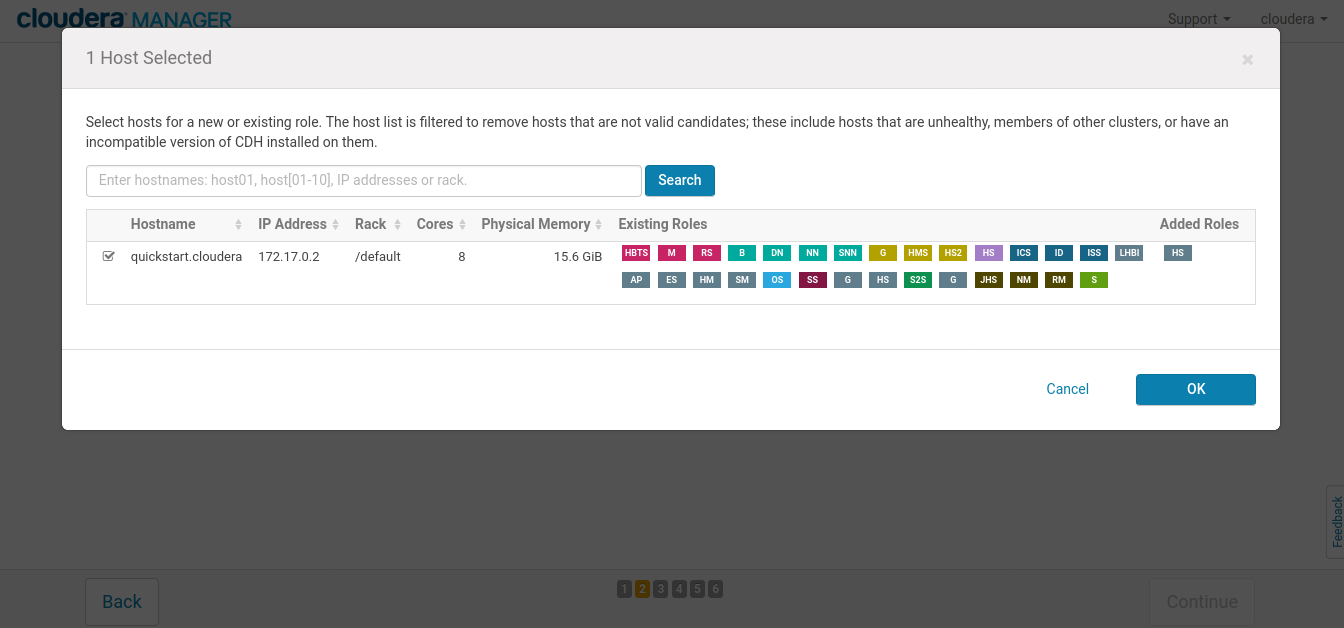 cloudera MANAGER
Support
cloudera
1 Host Selected
×
Select hosts for a new or existing role. The host list is filtered to remove hosts that are not valid candidates; these include hosts that are unhealthy, members of other clusters, or have an
incompatible version of CDH installed on them.
Enter hostnames: host01, host[01-10], IP addresses or rack.
Search
Hostname IP Address Rack Cores Physical Memory Existing Roles Added Roles
quickstart.cloudera 172.17.0.2 /default 8 15.6 GiB HBTS M RS B DN NN SNN G HMS HS2 HS ICS ID ISS LHBI HS
AP ES HM SM OS SS G HS S2S G JHS NM RM S
Cancel OK
Feedback
Back 1 2 3 4 5 6 Continue